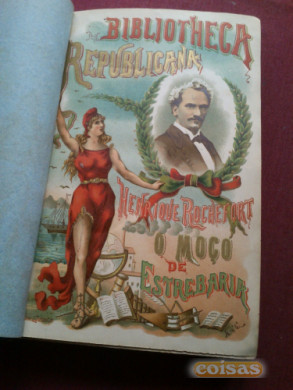 BIBLIOTHECA
REPUBLICANA
HENRIQUE ROCHEFORT
O MOÇO
DE
ESTREBARIA
coisas